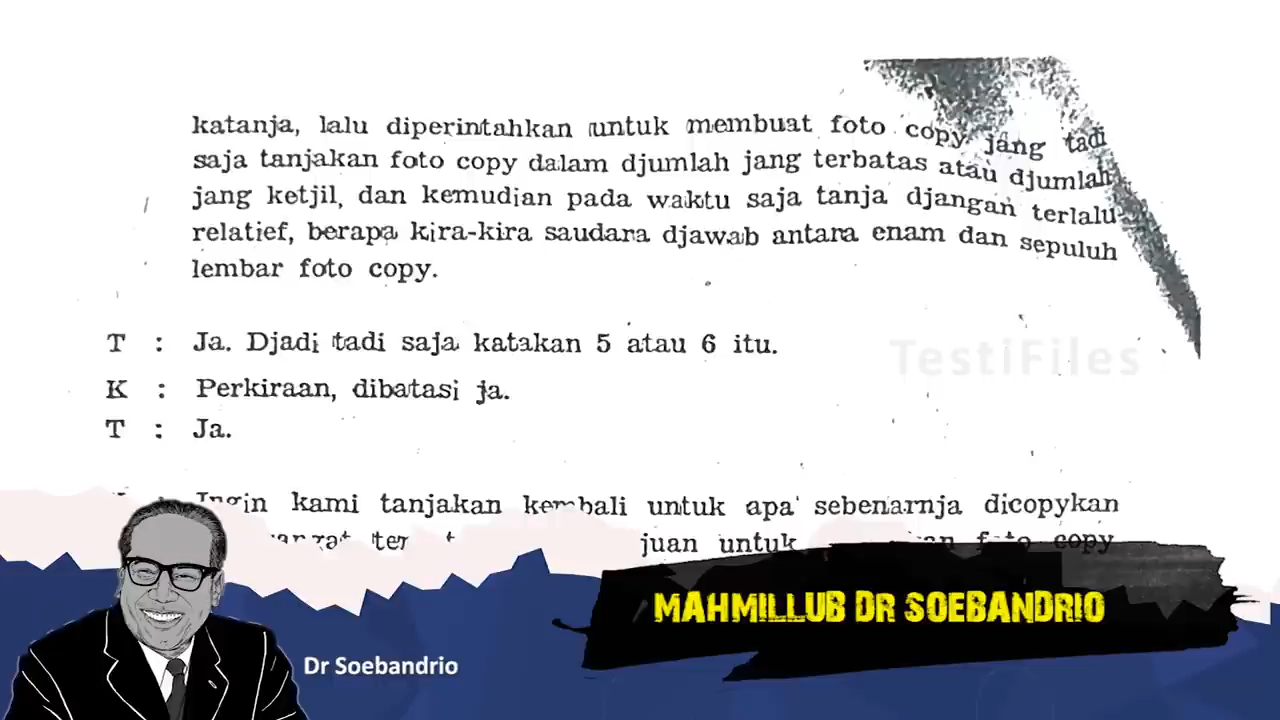 katanja, lalu diperintahkan untuk membuat foto copy jang tadi
saja tanjakan foto copy dalam djumlah jang terbatas atau djumlah
jang ketjil, dan kemudian pada waktu saja tanja djangan terlalu
relatief, berapa kira-kira saudara djawab antara enam dan sepuluh
lembar foto copy.
T : Ja. Djadi tadi saja katakan 5 atau 6 itu.
TestiFiles
K : Perkiraan, dibatasi ja.
T : Ja.
Ingin kami tanjakan kembali untuk apa sebenarnja dicopykan
juan untuk copy
MAHMILLUB DR SOEBANDRIO
Dr Soebandrio